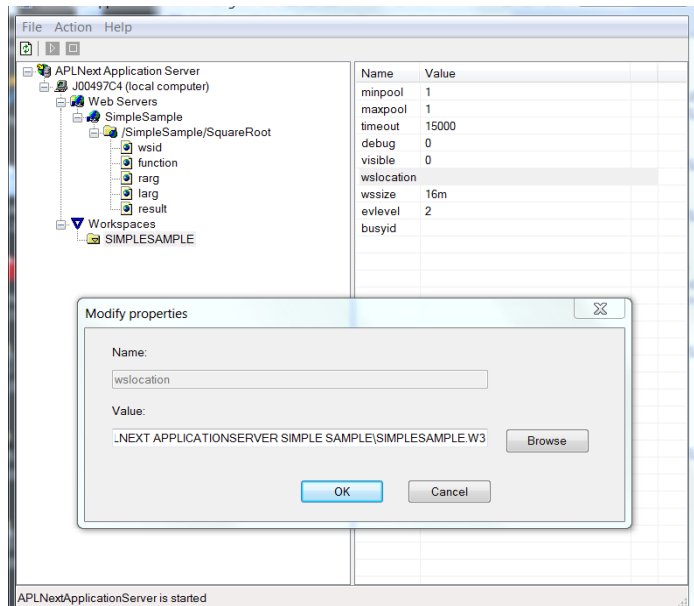 File Action Help
APLNext Application Server
J00497C4 (local computer)
Web Servers
SimpleSample
/SimpleSample/SquareRoot
wsid
function
rarg
larg
result
Workspaces
SIMPLESAMPLE
Name Value
minpool 1
maxpool 1
timeout 15000
debug 0
visible 0
wslocation
wssize 16m
evlevel 2
busyid
Modify properties
Name:
wslocation
Value:
LNEXT APPLICATIONSERVER SIMPLE SAMPLE\SIMPLESAMPLE.W3
Browse
OK Cancel
APLNextApplicationServer is started